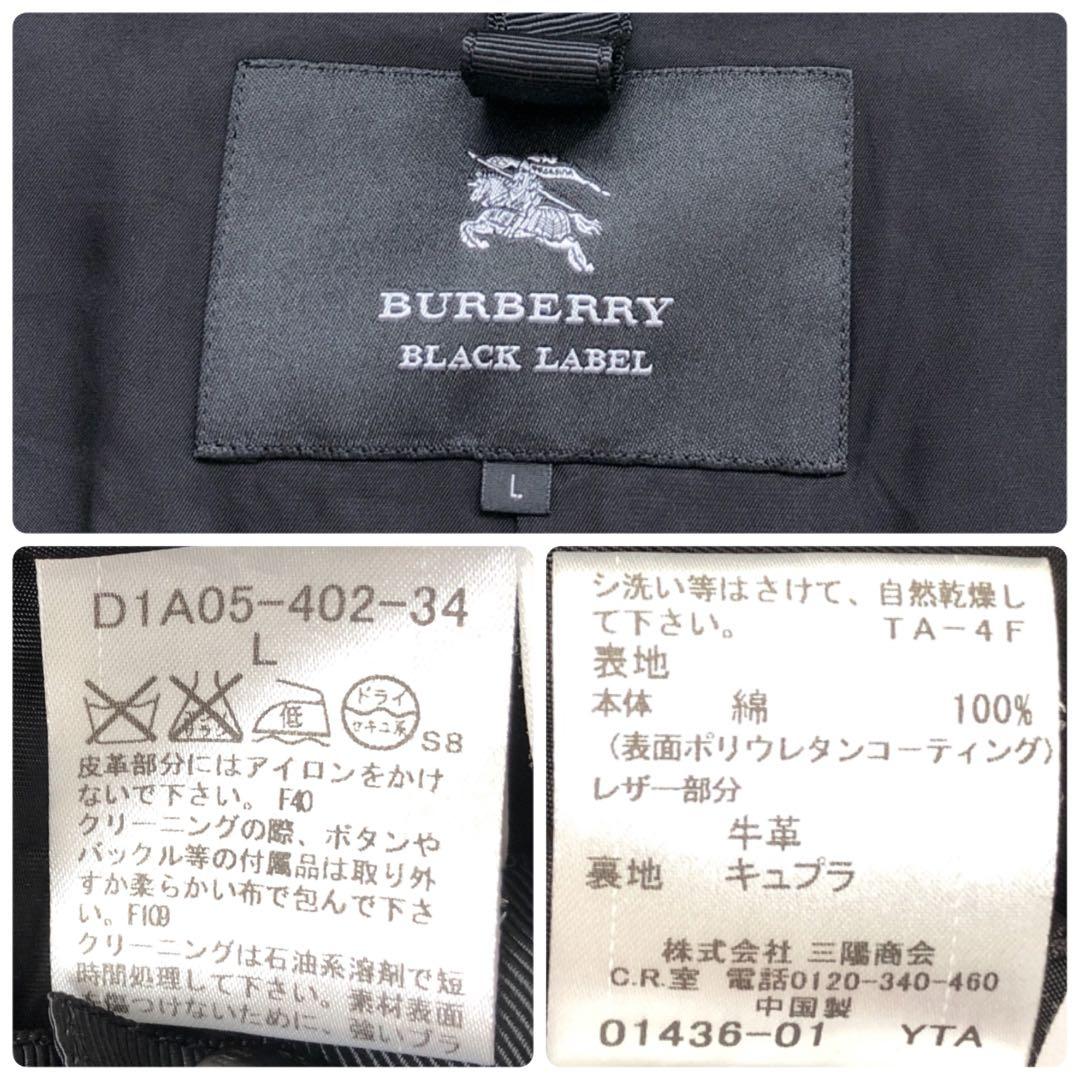 BURBERRY
BLACK LABEL
L
D1A05-402-34
L
低
ドライ
セキユ系
S8
皮革部分にはアイロンをかけ
ないで下さい。 F40
クリーニングの際、ボタンや
バックル等の付属品は取り外
すか柔らかい布で包んで下さ
い。F109
クリーニングは石油系溶剤で短
時間処理して下さい。素材表面
を傷つけないために、強いブラ
シ洗い等はさけて、自然乾燥し
て下さい。 TA-4F
表地
本体 綿 100%
(表面ポリウレタンコーティング)
レザー部分
牛革
裏地 キュプラ
株式会社 三陽商会
C.R.室 電話0120-340-460
中国製
01436-01 YTA